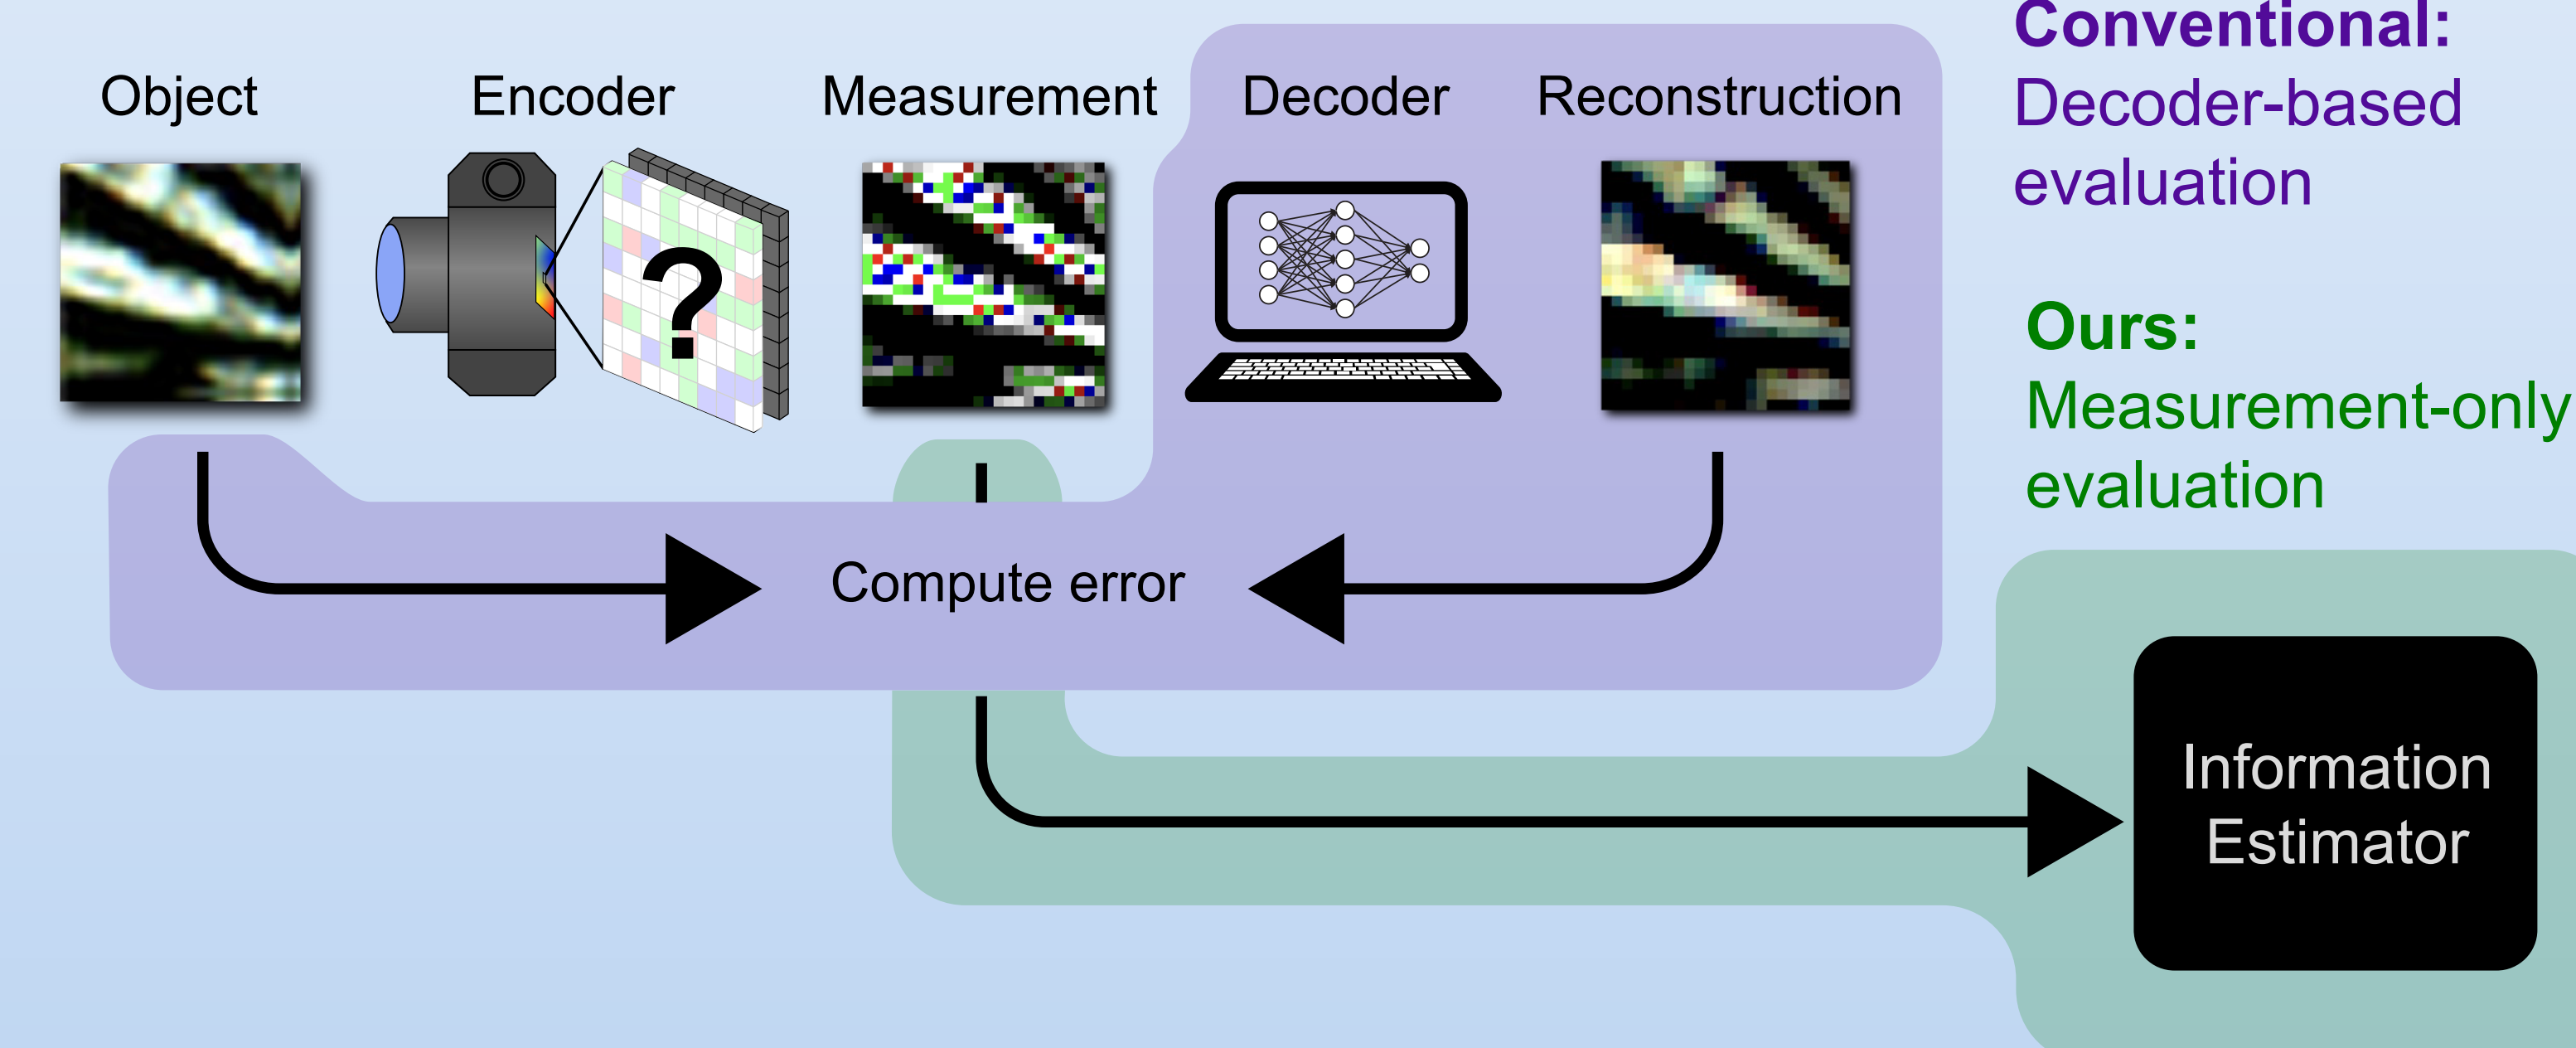 Object
Encoder
Measurement
Decoder
Reconstruction
Conventional:
Decoder-based
evaluation
?
Ours:
Measurement-only
evaluation
Compute error
Information
Estimator